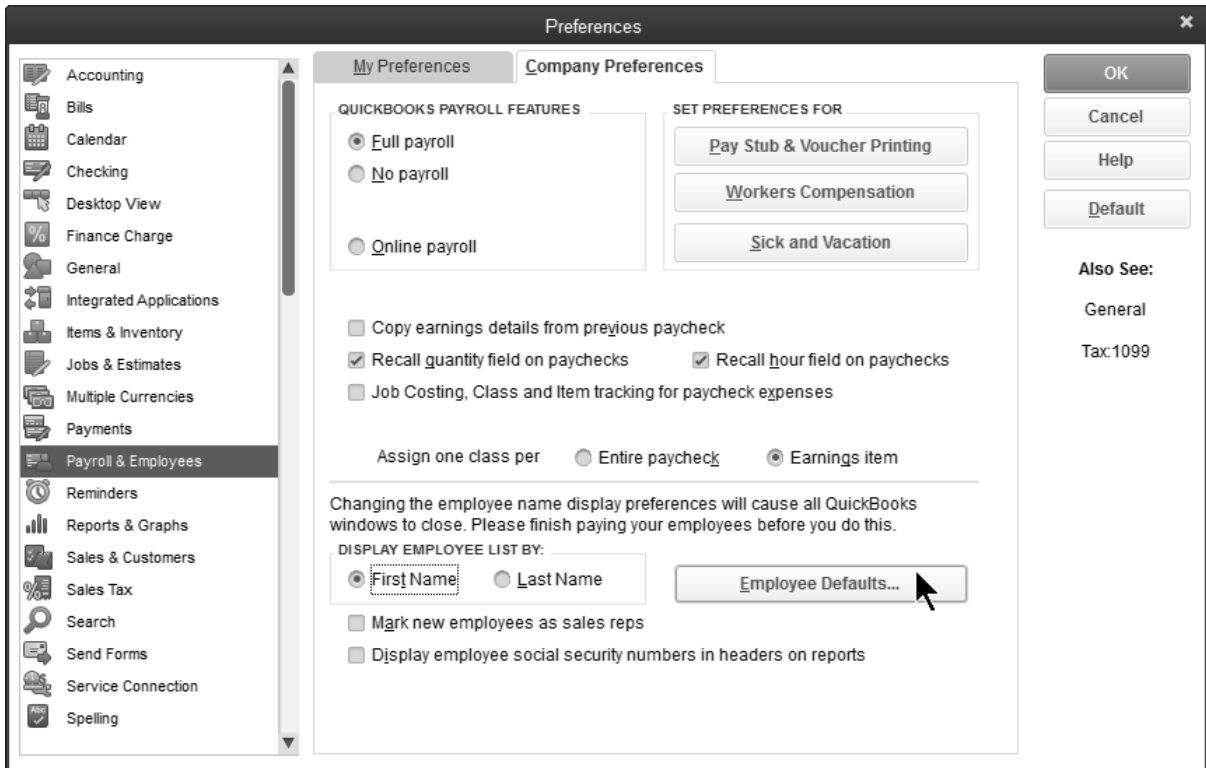 Preferences
Accounting
Bills
Calendar
Checking
Desktop View
Finance Charge
General
Integrated Applications
Items & Inventory
Jobs & Estimates
Multiple Currencies
Payments
Payroll & Employees
Reminders
Reports & Graphs
Sales & Customers
Sales Tax
Search
Send Forms
Service Connection
Spelling
My Preferences
Company Preferences
QUICKBOOKS PAYROLL FEATURES
Full payroll
No payroll
Online payroll
SET PREFERENCES FOR
Pay Stub & Voucher Printing
Workers Compensation
Sick and Vacation
Copy earnings details from previous paycheck
Recall quantity field on paychecks
Recall hour field on paychecks
Job Costing, Class and Item tracking for paycheck expenses
Assign one class per
Entire paycheck
Earnings item
Changing the employee name display preferences will cause all QuickBooks
windows to close. Please finish paying your employees before you do this.
DISPLAY EMPLOYEE LIST BY:
First Name
Last Name
Employee Defaults...
Mark new employees as sales reps
Display employee social security numbers in headers on reports
OK
Cancel
Help
Default
Also See:
General
Tax:1099